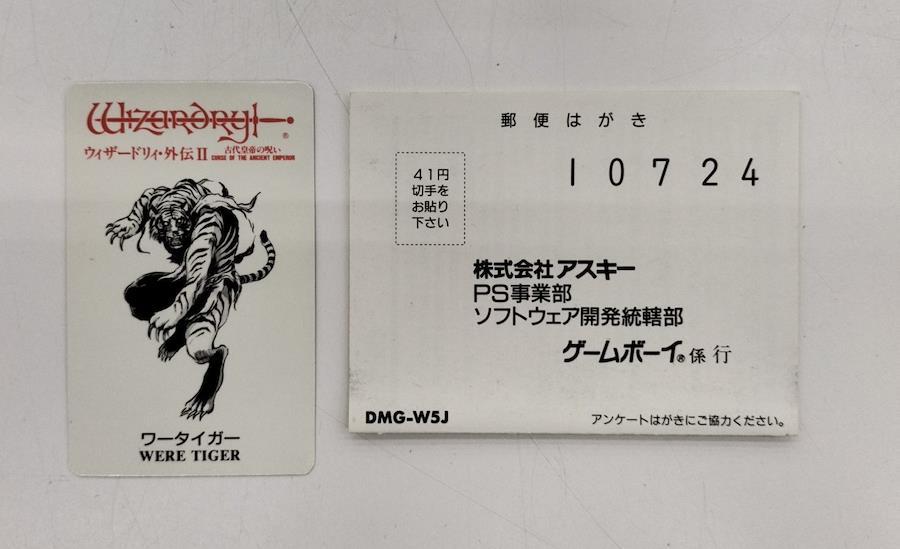 Wizardry
®
ウィザードリィ・外伝II
古代皇帝の呪い
CURSE OF THE ANCIENT EMPEROR
ワータイガー
WERE TIGER
郵便はがき
41円
切手を
お貼り
下さい
10724
株式会社アスキー
PS事業部
ソフトウェア開発統轄部
ゲームボーイ®係 行
DMG-W5J
アンケートはがきにご協力ください。